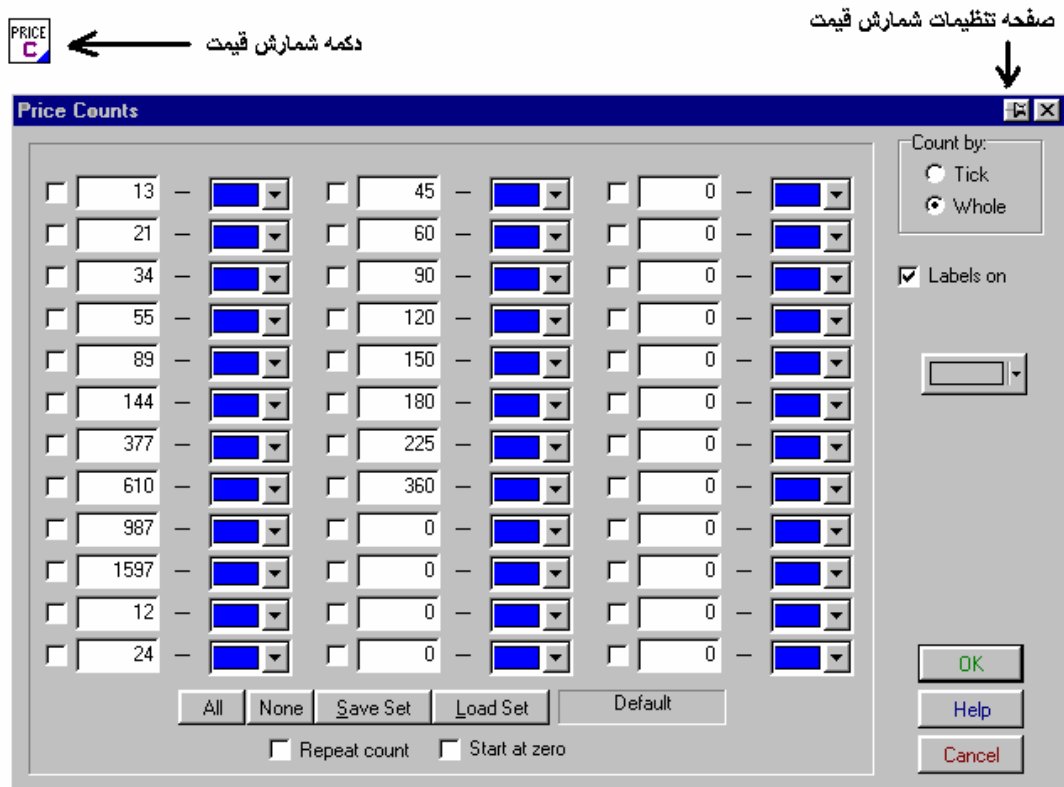 صفحه تنظیمات شمارش قیمت
PRICE
C
دکمه شمارش قیمت
Price Counts
Count by:
13 — 45 — 0 —
Tick
Whole
21 — 60 — 0 —
34 — 90 — 0 —
Labels on
55 — 120 — 0 —
89 — 150 — 0 —
144 — 180 — 0 —
377 — 225 — 0 —
610 — 360 — 0 —
987 — 0 — 0 —
1597 — 0 — 0 —
12 — 0 — 0 —
24 — 0 — 0 —
OK
All None Save Set Load Set Default
Help
Repeat count Start at zero
Cancel